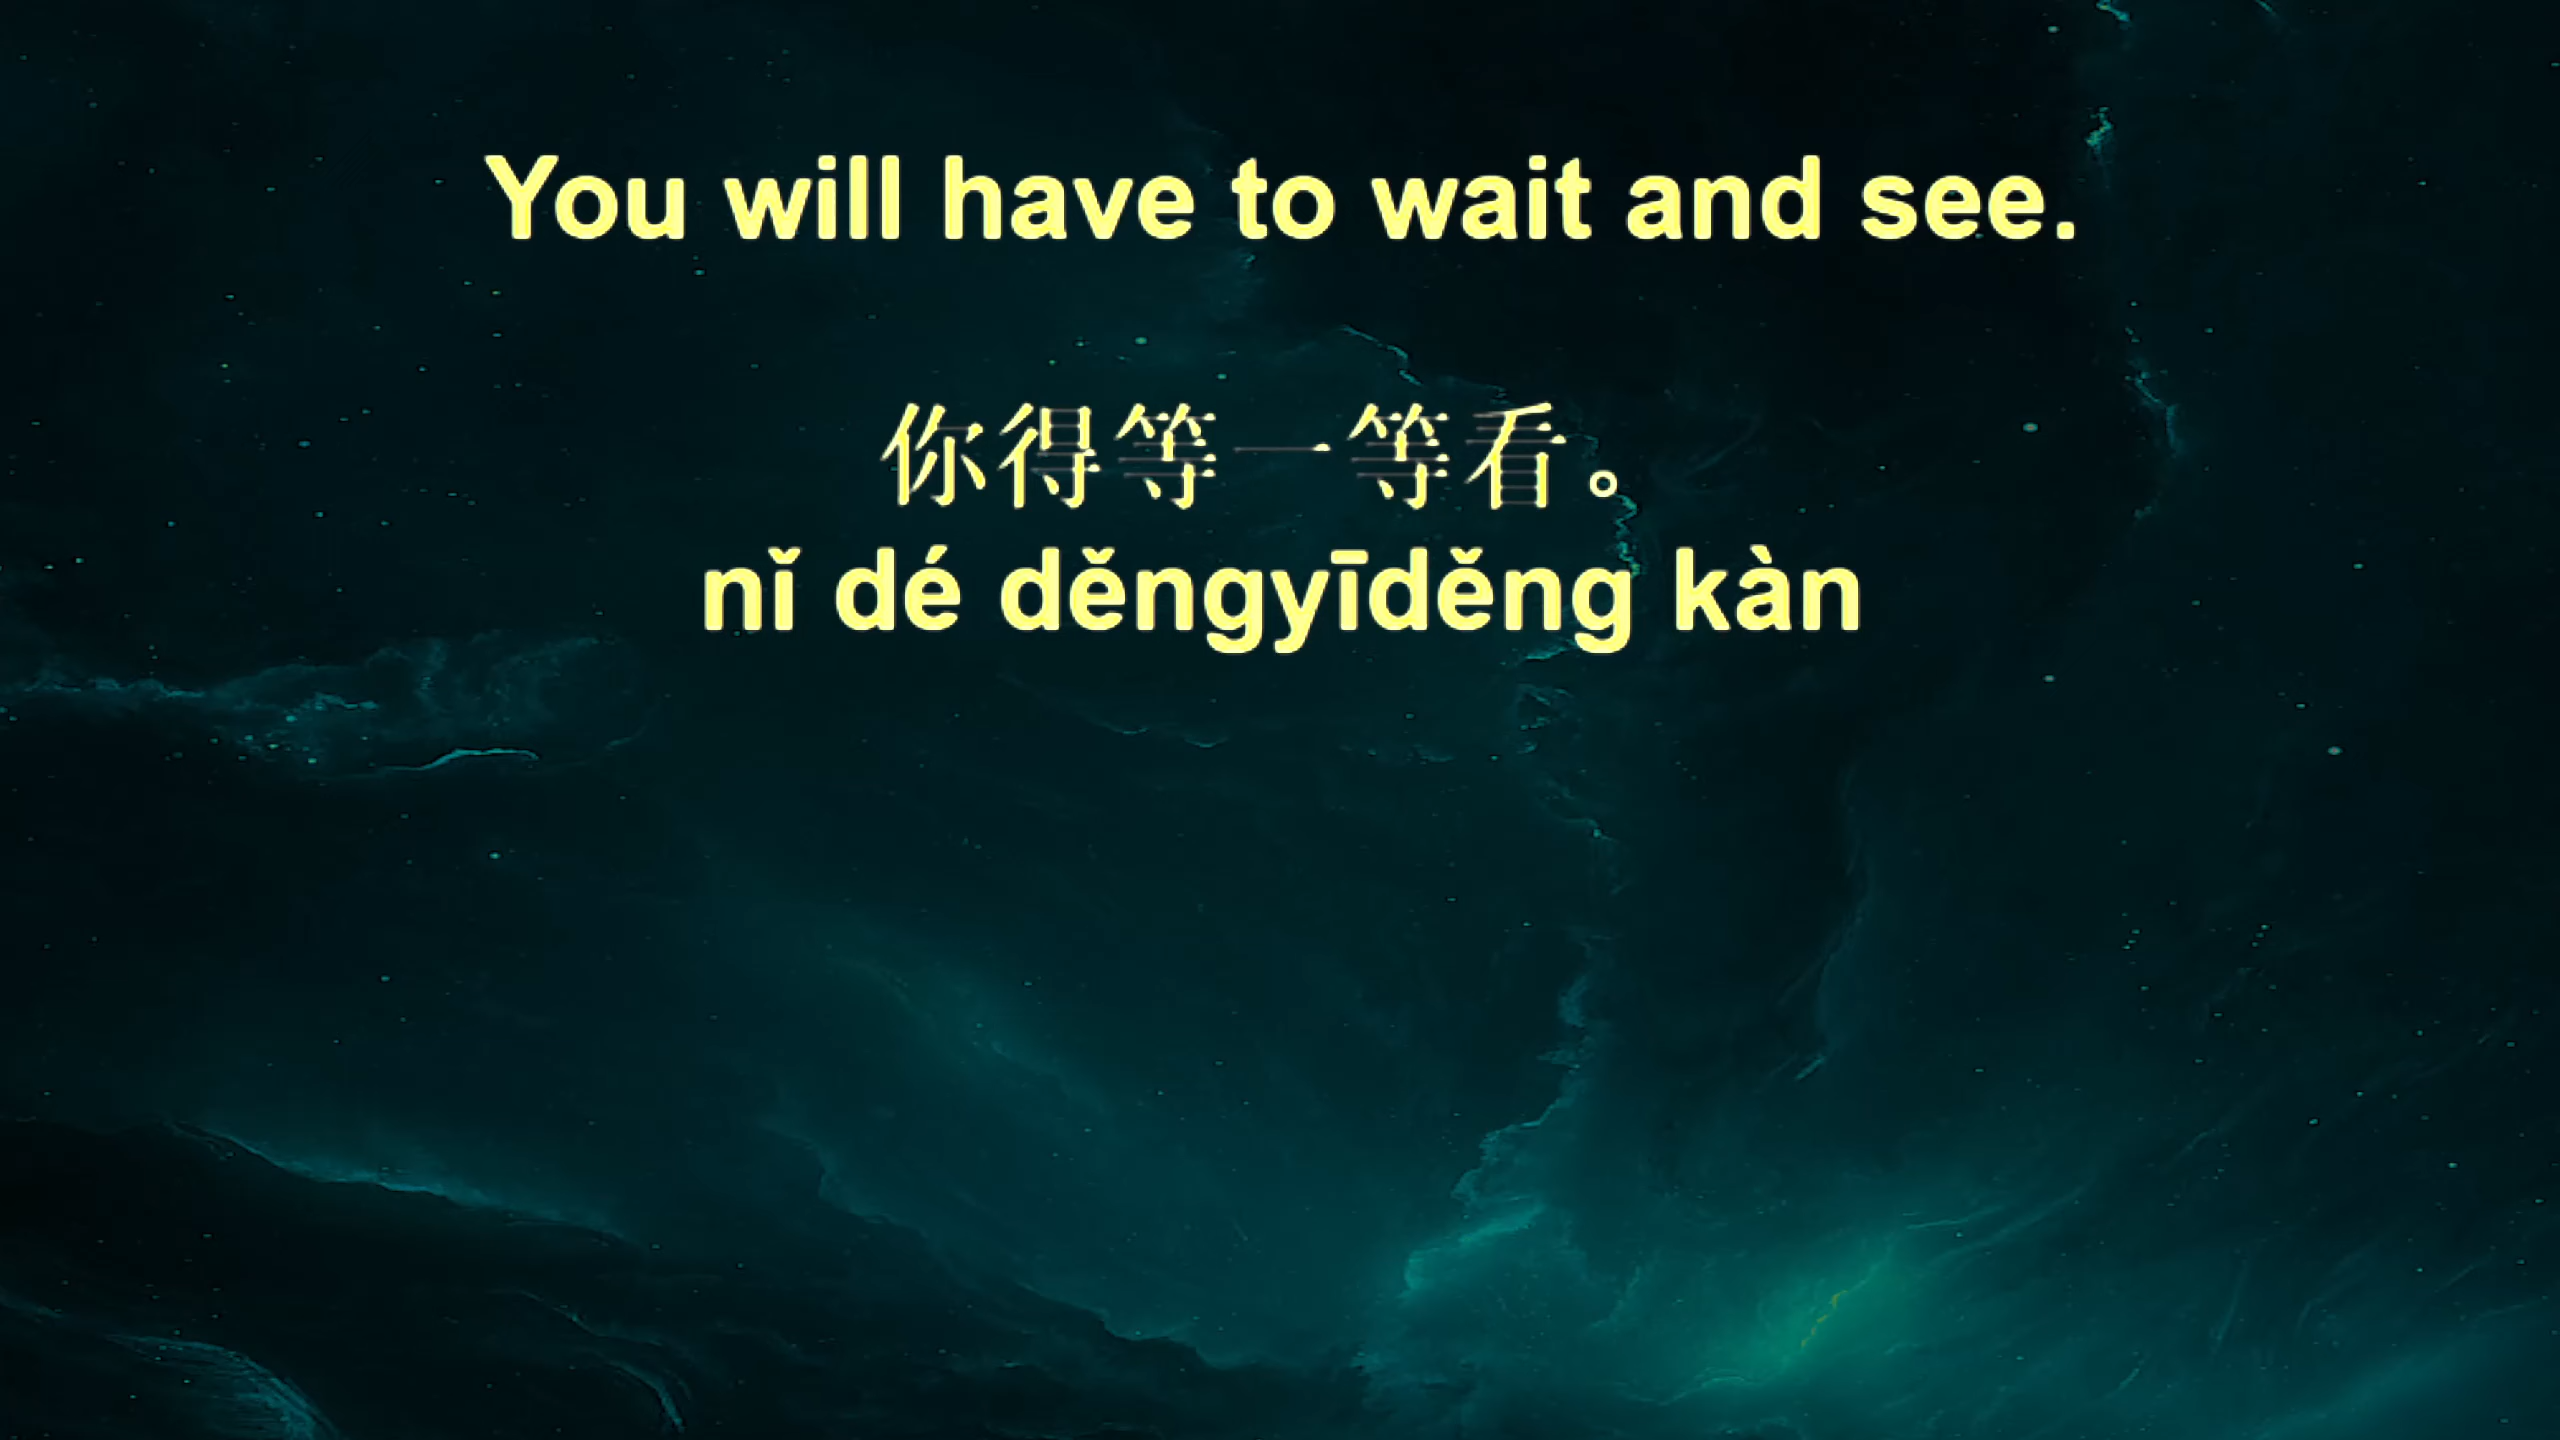 You will have to wait and see.
你得等一等看。
nǐ dé děngyīděng kàn